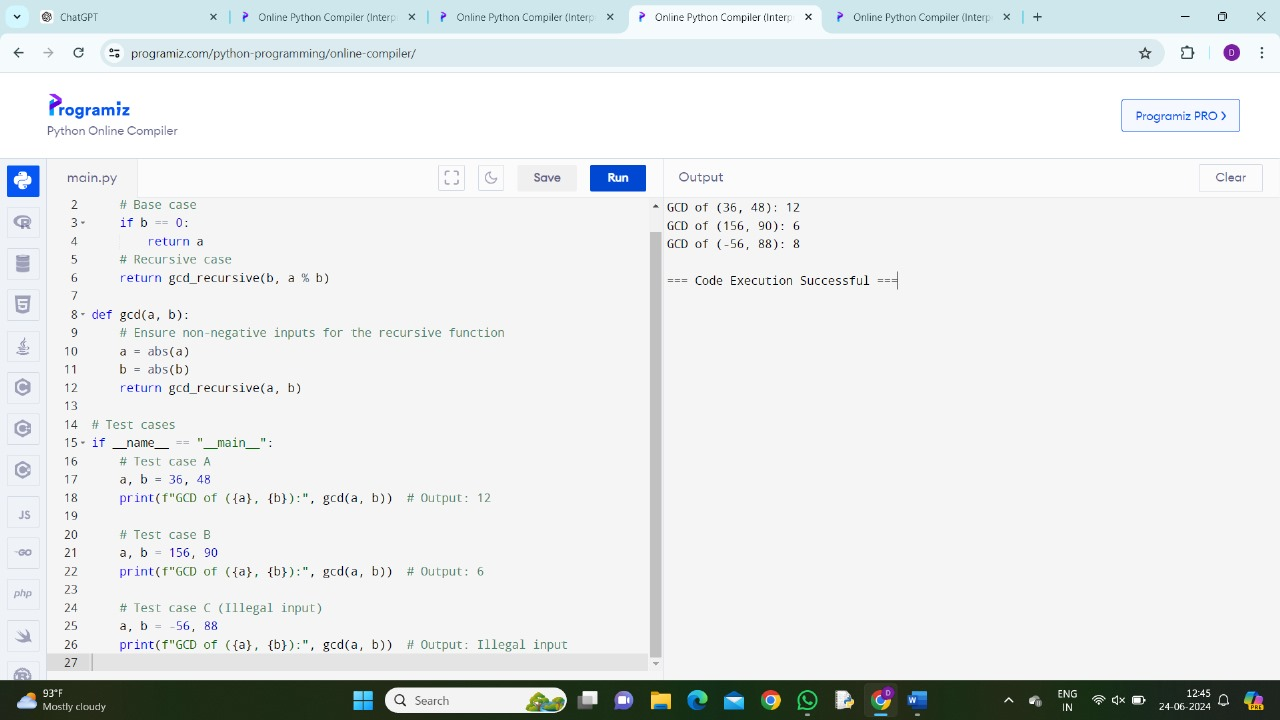 ChatGPT
Online Python Compiler (Interp
Online Python Compiler (Interp
Online Python Compiler (Interp
Online Python Compiler (Interp
programiz.com/python-programming/online-compiler/
D
Programiz
Python Online Compiler
Programiz PRO
main.py
Save
Run
Output
Clear
2 # Base case
3 if b == 0:
4 return a
5 # Recursive case
6 return gcd_recursive(b, a % b)
7
8 def gcd(a, b):
9 # Ensure non-negative inputs for the recursive function
10 a = abs(a)
11 b = abs(b)
12 return gcd_recursive(a, b)
13
14 # Test cases
15 if __name__ == "__main__":
16 # Test case A
17 a, b = 36, 48
18 print(f"GCD of ({a}, {b}):", gcd(a, b)) # Output: 12
19
20 # Test case B
21 a, b = 156, 90
22 print(f"GCD of ({a}, {b}):", gcd(a, b)) # Output: 6
23
24 # Test case C (Illegal input)
25 a, b = -56, 88
26 print(f"GCD of ({a}, {b}):", gcd(a, b)) # Output: Illegal input
27
GCD of (36, 48): 12
GCD of (156, 90): 6
GCD of (-56, 88): 8
=== Code Execution Successful ===
JS
GO
php
93°F
Mostly cloudy
Search
D
ENG
IN
12:45
24-06-2024
PRE